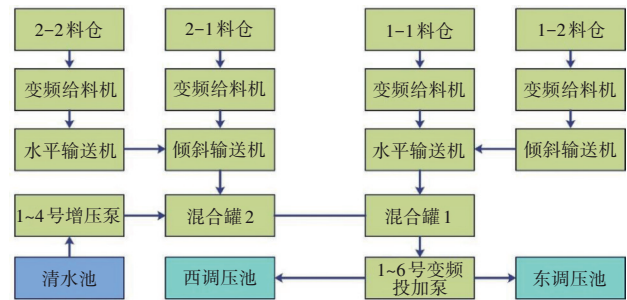 2-2料仓
2-1料仓
1-1料仓
1-2料仓
变频给料机
变频给料机
变频给料机
变频给料机
水平输送机
倾斜输送机
水平输送机
倾斜输送机
1~4号增压泵
混合罐2
混合罐1
清水池
西调压池
1~6号变频
投加泵
东调压池